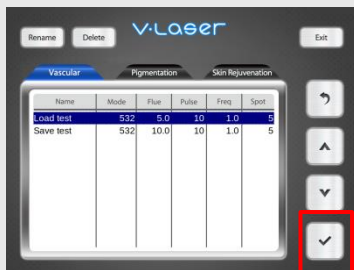 Rename Delete V-Laser Exit
Vascular Pigmentation Skin Rejuvenation
Name Mode Flue Pulse Freq Spot
Load test 532 5.0 10 1.0 5
Save test 532 10.0 10 1.0 5